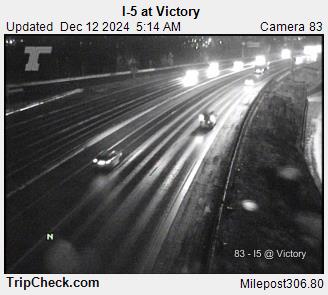 I-5 at Victory
Updated Dec 12 2024 5:14 AM Camera 83
T
N
83 - I5 @ Victory
TripCheck.com Milepost306.80